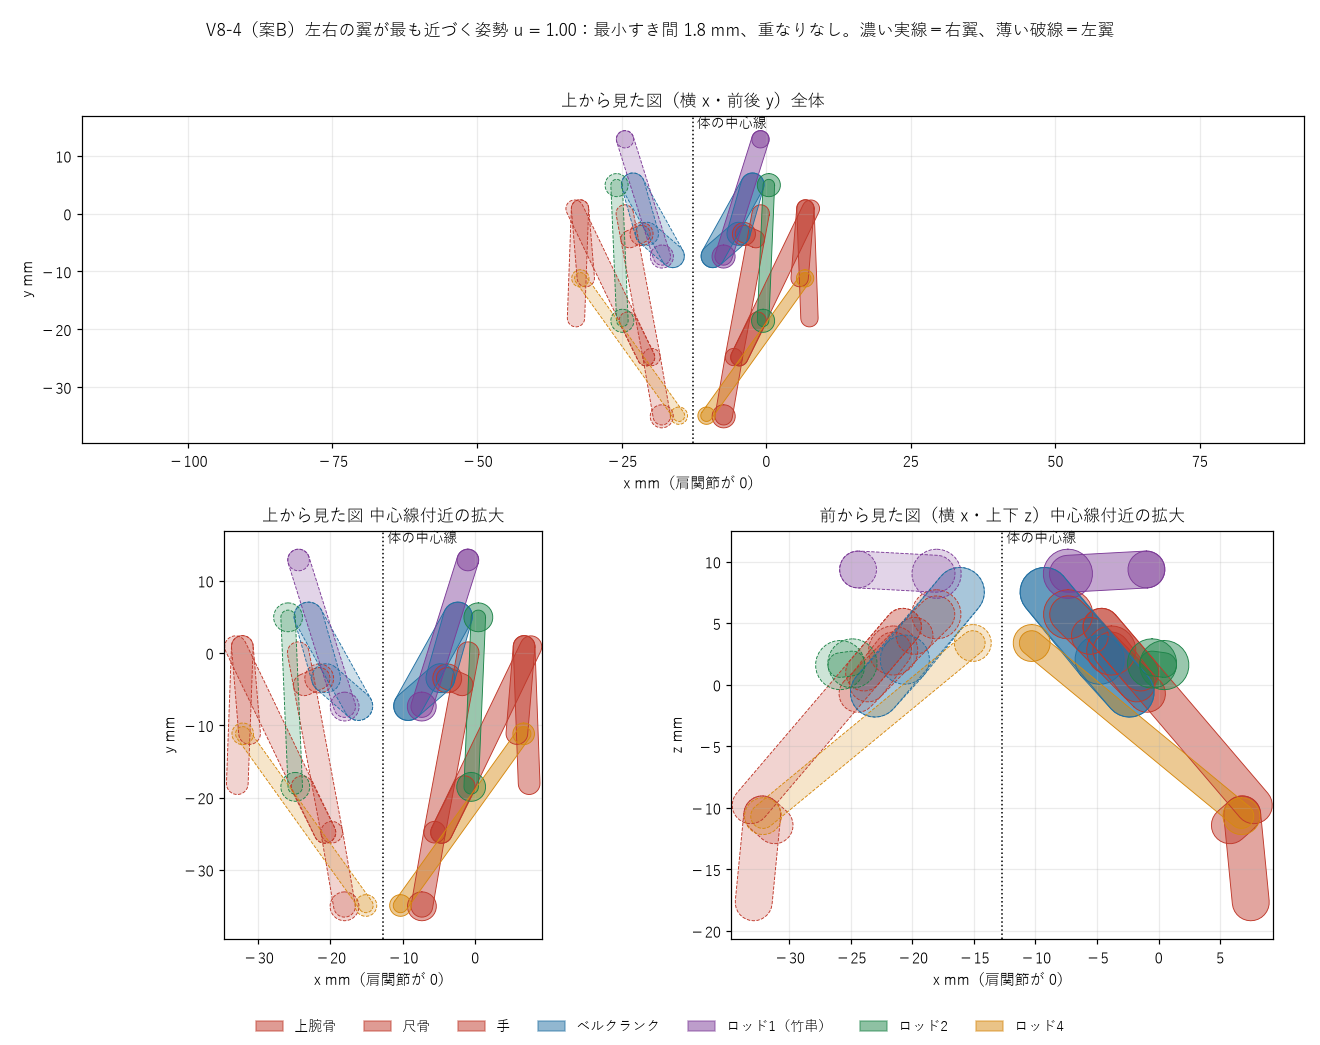 V8-4（案B）左右の翼が最も近づく姿勢 u = 1.00：最小すき間 1.8 mm、重なりなし。濃い実線＝右翼、薄い破線＝左翼
上から見た図（横 x・前後 y）全体
体の中心線
10
0
−10
−20
−30
y mm
−100
−75
−50
−25
0
25
50
75
x mm（肩関節が 0）
上から見た図 中心線付近の拡大
体の中心線
10
0
−10
−20
−30
y mm
−30
−20
−10
0
x mm（肩関節が 0）
前から見た図（横 x・上下 z）中心線付近の拡大
体の中心線
10
5
0
−5
−10
−15
−20
z mm
−30
−25
−20
−15
−10
−5
0
5
x mm（肩関節が 0）
上腕骨
尺骨
手
ベルクランク
ロッド1（竹串）
ロッド2
ロッド4